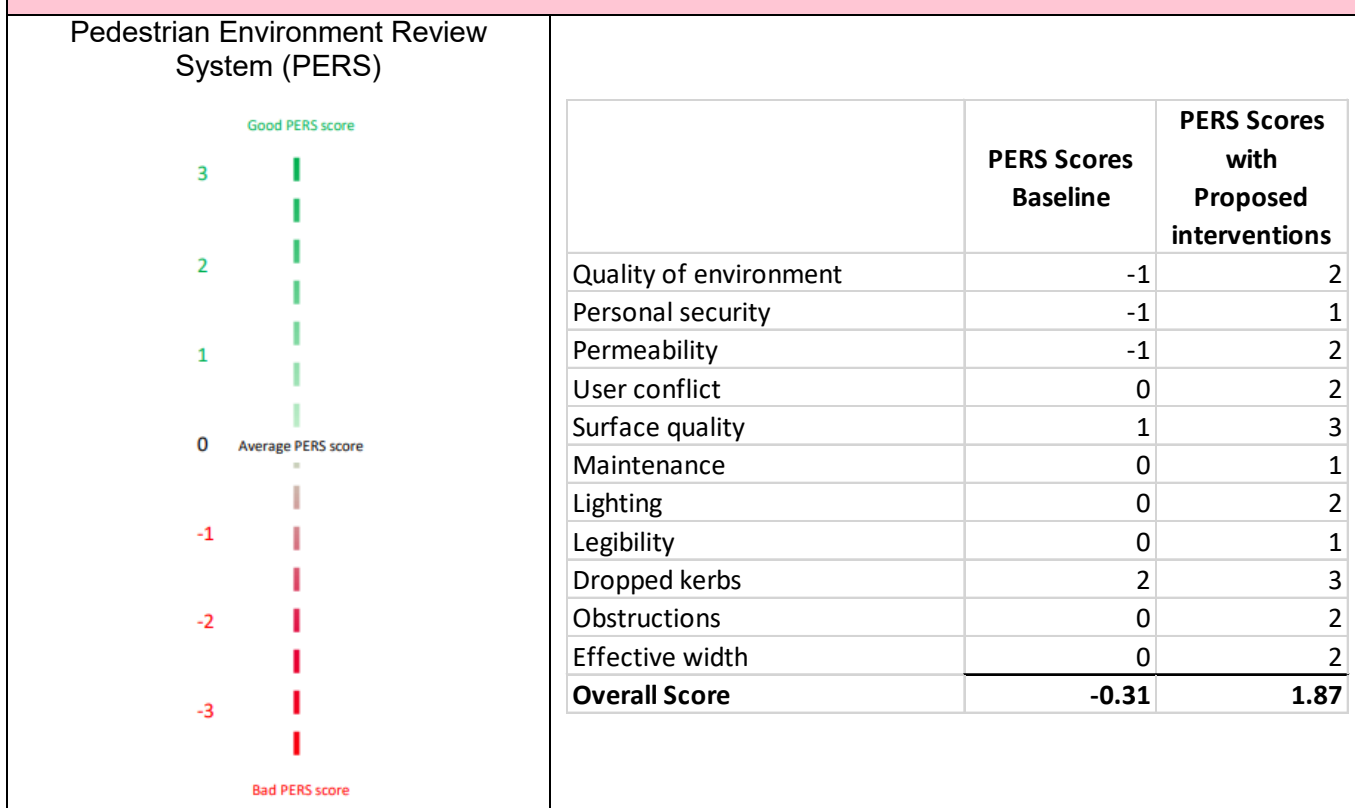 Pedestrian Environment Review
System (PERS)
Good PERS score
3
2
1
0 Average PERS score
-1
-2
-3
Bad PERS score
PERS Scores
Baseline
PERS Scores
with
Proposed
interventions
Quality of environment -1 2
Personal security -1 1
Permeability -1 2
User conflict 0 2
Surface quality 1 3
Maintenance 0 1
Lighting 0 2
Legibility 0 1
Dropped kerbs 2 3
Obstructions 0 2
Effective width 0 2
Overall Score -0.31 1.87